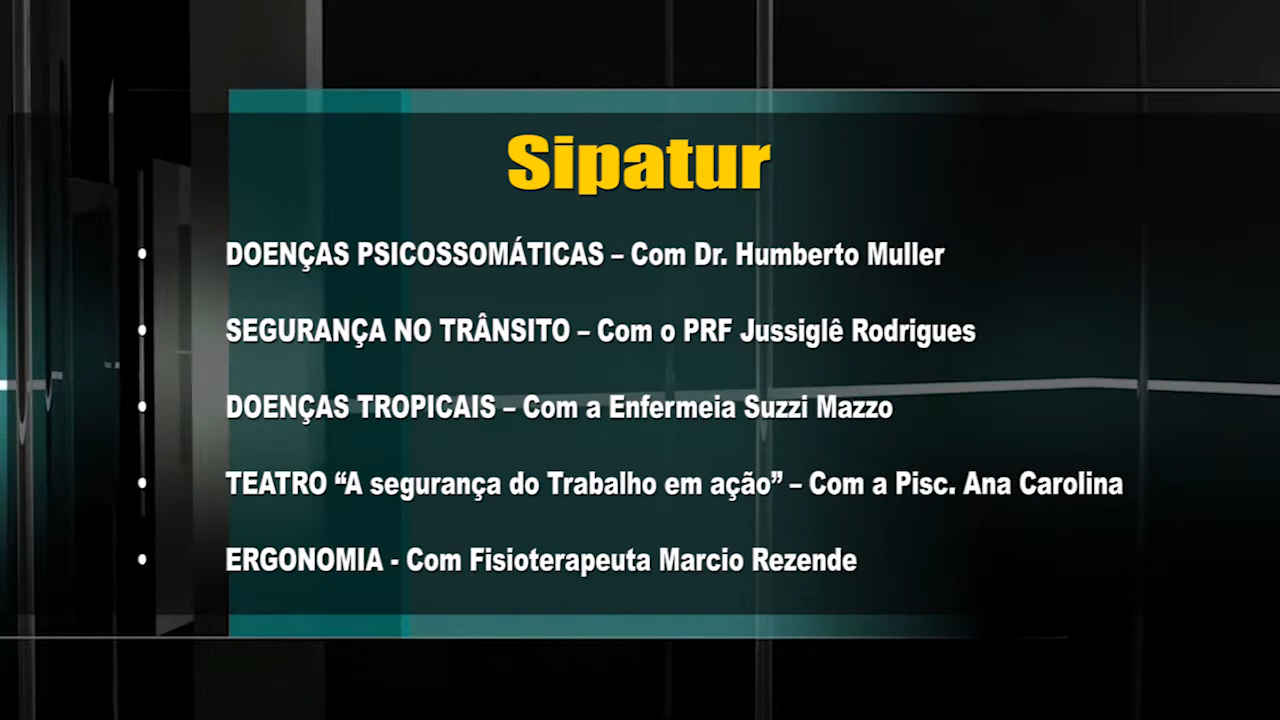 Sipatur
• DOENÇAS PSICOSSOMÁTICAS – Com Dr. Humberto Muller
• SEGURANÇA NO TRÂNSITO – Com o PRF Jussiglê Rodrigues
• DOENÇAS TROPICAIS – Com a Enfermeia Suzzi Mazzo
• TEATRO “A segurança do Trabalho em ação” – Com a Pisc. Ana Carolina
• ERGONOMIA - Com Fisioterapeuta Marcio Rezende